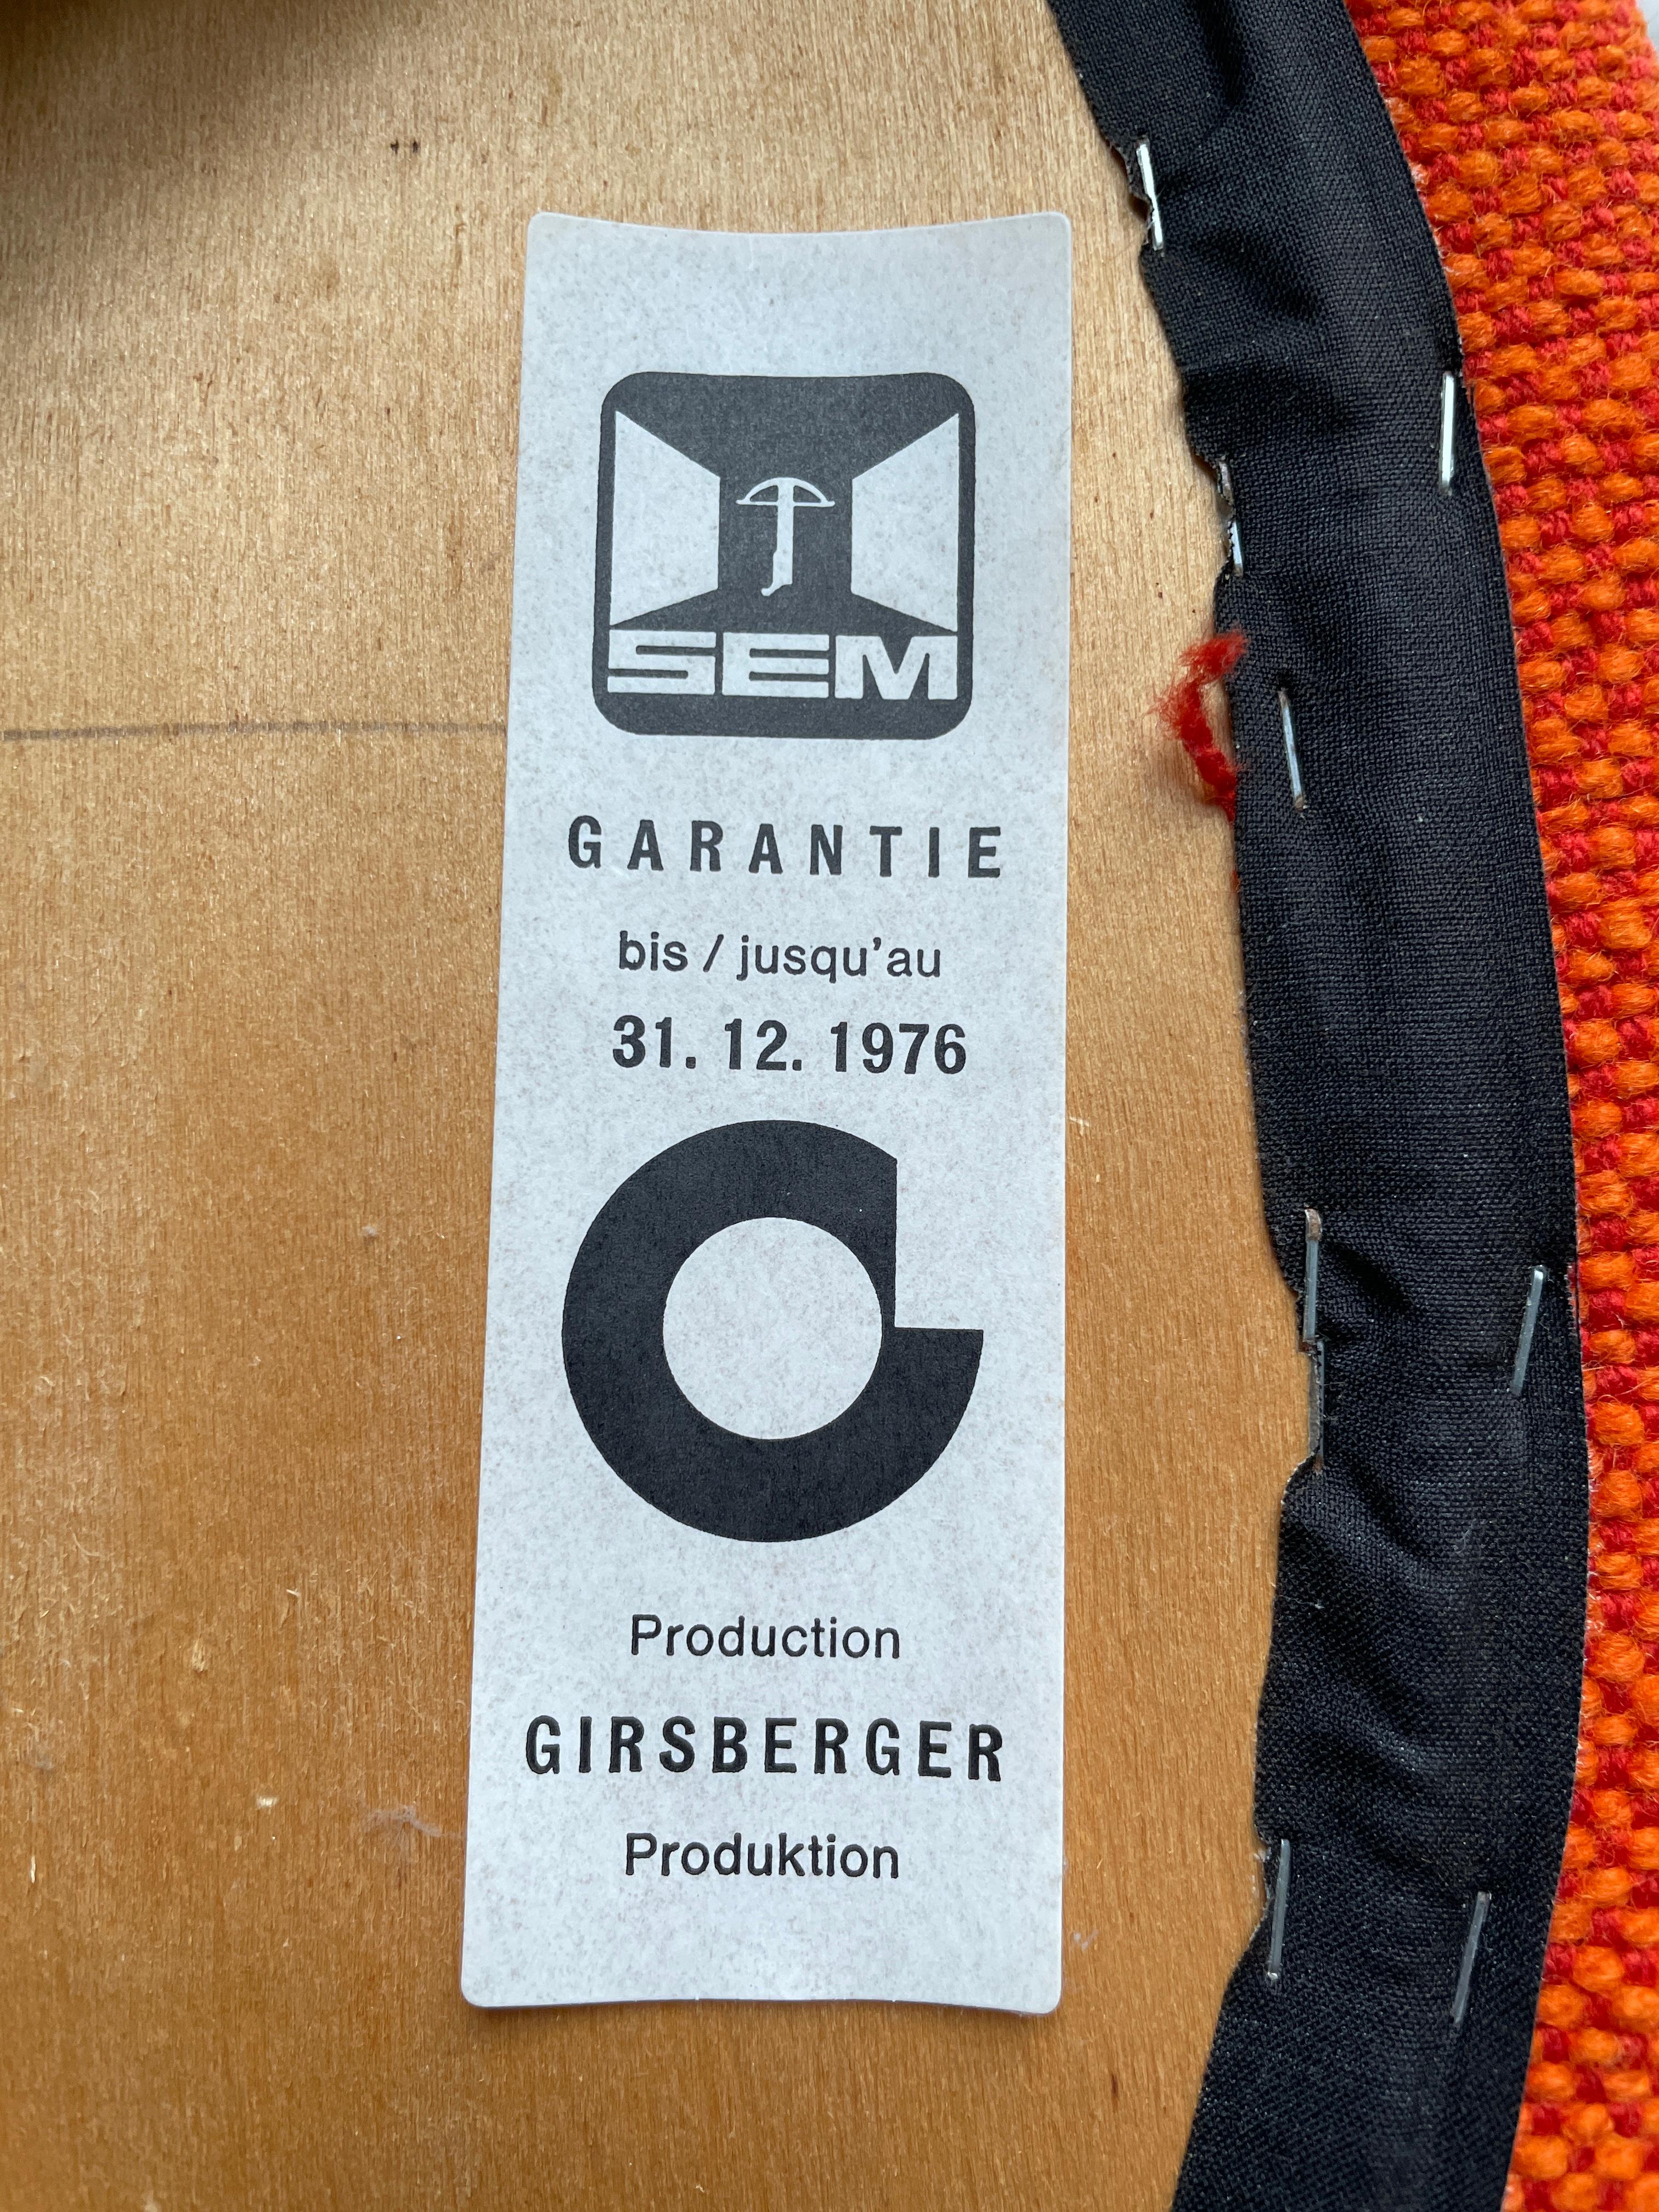 SEM
GARANTIE
bis / jusqu'au
31. 12. 1976
Production
GIRSBERGER
Produktion